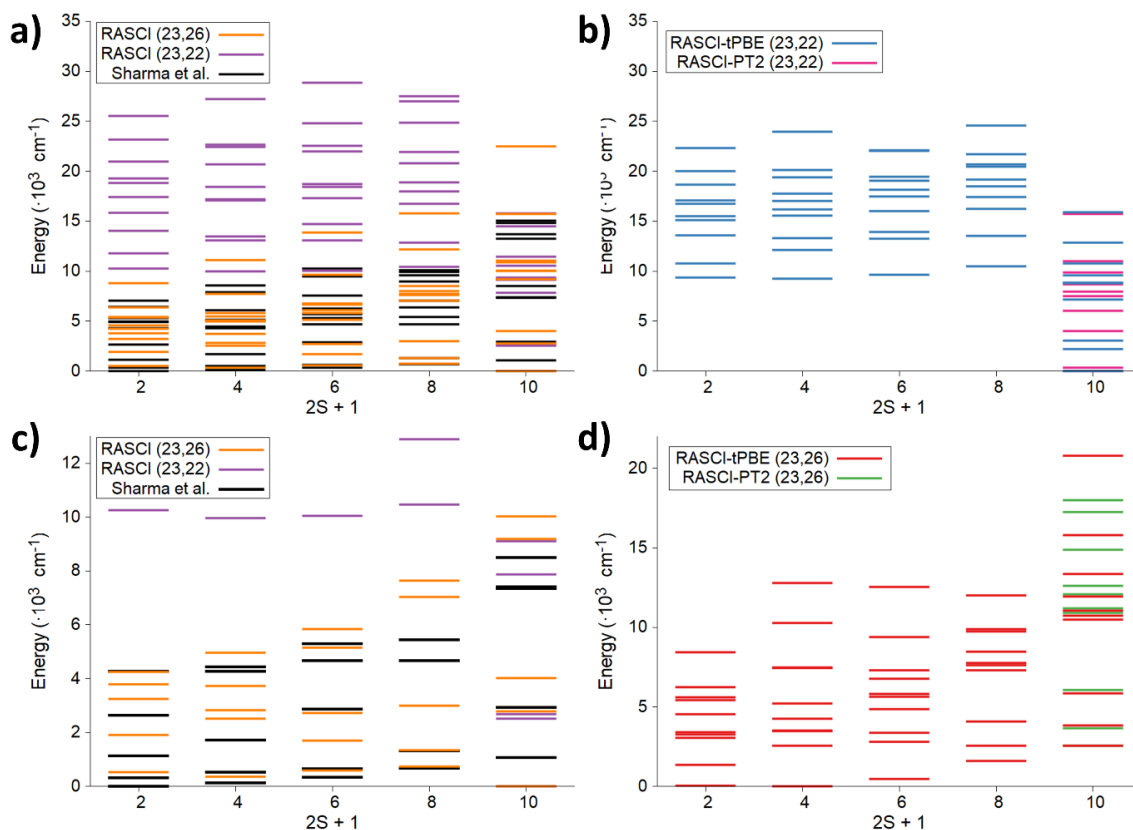 a)
RASCI (23,26)
RASCI (23,22)
Sharma et al.
Energy (·10³ cm⁻¹)
35
30
25
20
15
10
5
0
2 4 6 8 10
2S + 1
b)
RASCI-tPBE (23,22)
RASCI-PT2 (23,22)
Energy (·10³ cm⁻¹)
35
30
25
20
15
10
5
0
2 4 6 8 10
2S + 1
c)
RASCI (23,26)
RASCI (23,22)
Sharma et al.
Energy (·10³ cm⁻¹)
12
10
8
6
4
2
0
2 4 6 8 10
2S + 1
d)
RASCI-tPBE (23,26)
RASCI-PT2 (23,26)
Energy (·10³ cm⁻¹)
20
15
10
5
0
2 4 6 8 10
2S + 1